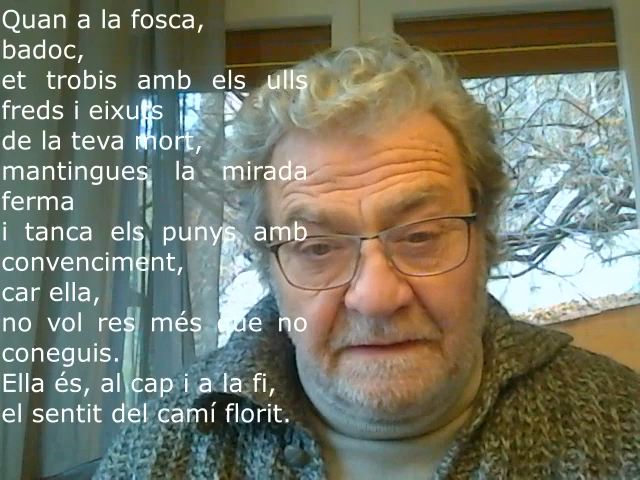 Quan a la fosca,
badoc,
et trobis amb els ulls
freds i eixuts
de la teva mort,
mantingues la mirada
ferma
i tanca els punys amb
convenciment,
car ella,
no vol res més que no
coneguis.
Ella és, al cap i a la fi,
el sentit del camí florit.